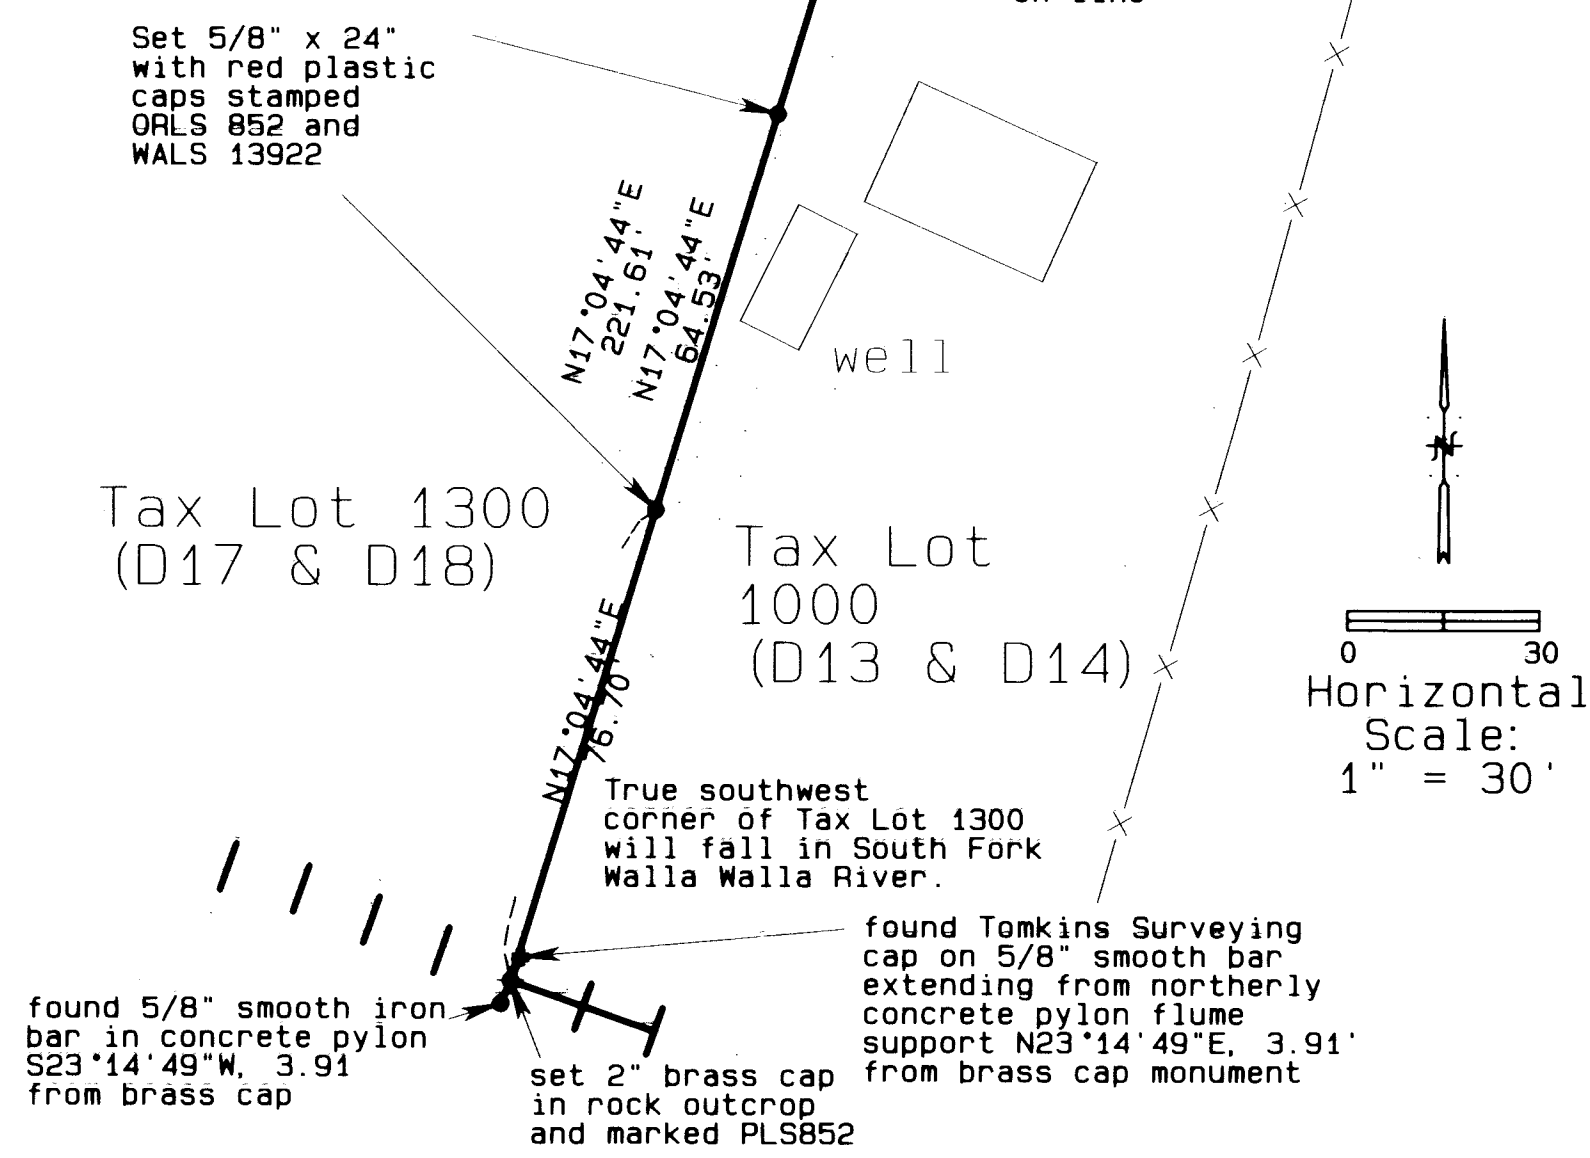 Set 5/8" x 24"
with red plastic
caps stamped
ORLS 852 and
WALS 13922
N17°04'44"E
221.61'
N17°04'44"E
64.53'
well
Tax Lot 1300
(D17 & D18)
Tax Lot
1000
(D13 & D14)
N
0 30
Horizontal
Scale:
1" = 30'
N17°04'44"E
76.70'
True southwest
corner of Tax Lot 1300
will fall in South Fork
Walla Walla River.
found Tomkins Surveying
cap on 5/8" smooth bar
extending from northerly
concrete pylon flume
support N23°14'49"E, 3.91'
from brass cap monument
found 5/8" smooth iron
bar in concrete pylon
S23°14'49"W, 3.91
from brass cap
set 2" brass cap
in rock outcrop
and marked PLS852